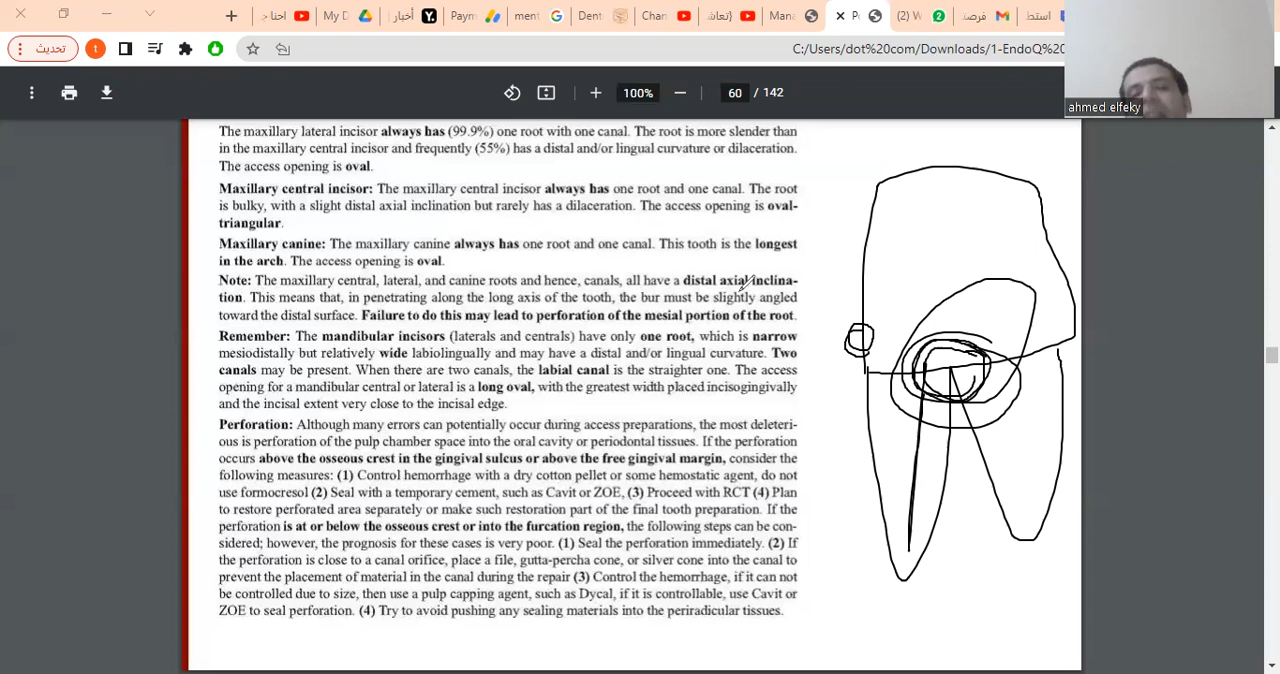 احنا ج
My D
أخبار
Paym
ment
Dent
Chan
{تعاش
Mana
Po
(2) W
فرصة
استط
تحديث
C:/Users/dot%20com/Downloads/1-EndoQ%20
100%
60 / 142
ahmed elfeky
The maxillary lateral incisor always has (99.9%) one root with one canal. The root is more slender than
in the maxillary central incisor and frequently (55%) has a distal and/or lingual curvature or dilaceration.
The access opening is oval.
Maxillary central incisor: The maxillary central incisor always has one root and one canal. The root
is bulky, with a slight distal axial inclination but rarely has a dilaceration. The access opening is oval-
triangular.
Maxillary canine: The maxillary canine always has one root and one canal. This tooth is the longest
in the arch. The access opening is oval.
Note: The maxillary central, lateral, and canine roots and hence, canals, all have a distal axial inclina-
tion. This means that, in penetrating along the long axis of the tooth, the bur must be slightly angled
toward the distal surface. Failure to do this may lead to perforation of the mesial portion of the root.
Remember: The mandibular incisors (laterals and centrals) have only one root, which is narrow
mesiodistally but relatively wide labiolingually and may have a distal and/or lingual curvature. Two
canals may be present. When there are two canals, the labial canal is the straighter one. The access
opening for a mandibular central or lateral is a long oval, with the greatest width placed incisogingivally
and the incisal extent very close to the incisal edge.
Perforation: Although many errors can potentially occur during access preparations, the most deleteri-
ous is perforation of the pulp chamber space into the oral cavity or periodontal tissues. If the perforation
occurs above the osseous crest in the gingival sulcus or above the free gingival margin, consider the
following measures: (1) Control hemorrhage with a dry cotton pellet or some hemostatic agent, do not
use formocresol (2) Seal with a temporary cement, such as Cavit or ZOE, (3) Proceed with RCT (4) Plan
to restore perforated area separately or make such restoration part of the final tooth preparation. If the
perforation is at or below the osseous crest or into the furcation region, the following steps can be con-
sidered; however, the prognosis for these cases is very poor. (1) Seal the perforation immediately. (2) If
the perforation is close to a canal orifice, place a file, gutta-percha cone, or silver cone into the canal to
prevent the placement of material in the canal during the repair (3) Control the hemorrhage, if it can not
be controlled due to size, then use a pulp capping agent, such as Dycal, if it is controllable, use Cavit or
ZOE to seal perforation. (4) Try to avoid pushing any sealing materials into the periradicular tissues.